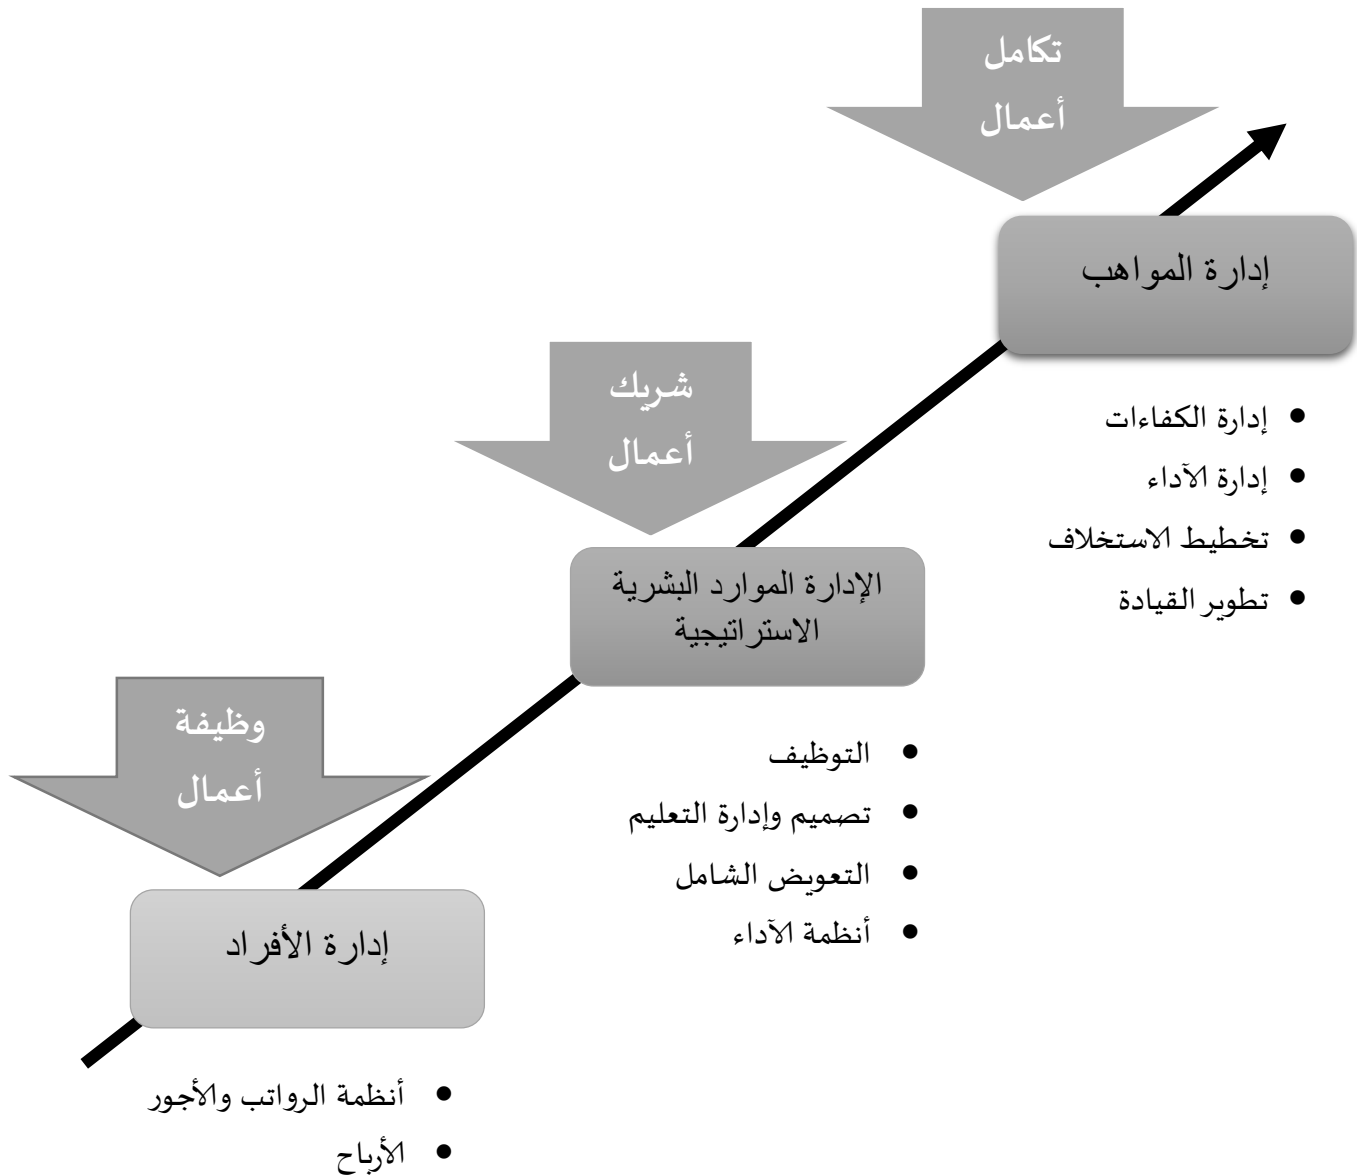 تكامل
أعمال
إدارة المواهب
• إدارة الكفاءات
• إدارة الآداء
• تخطيط الاستخلاف
• تطوير القيادة
شريك
أعمال
الإدارة الموارد البشرية
الاستراتيجية
• التوظيف
• تصميم وإدارة التعليم
• التعويض الشامل
• أنظمة الآداء
وظيفة
أعمال
إدارة الأفراد
• أنظمة الرواتب والأجور
• الأرباح